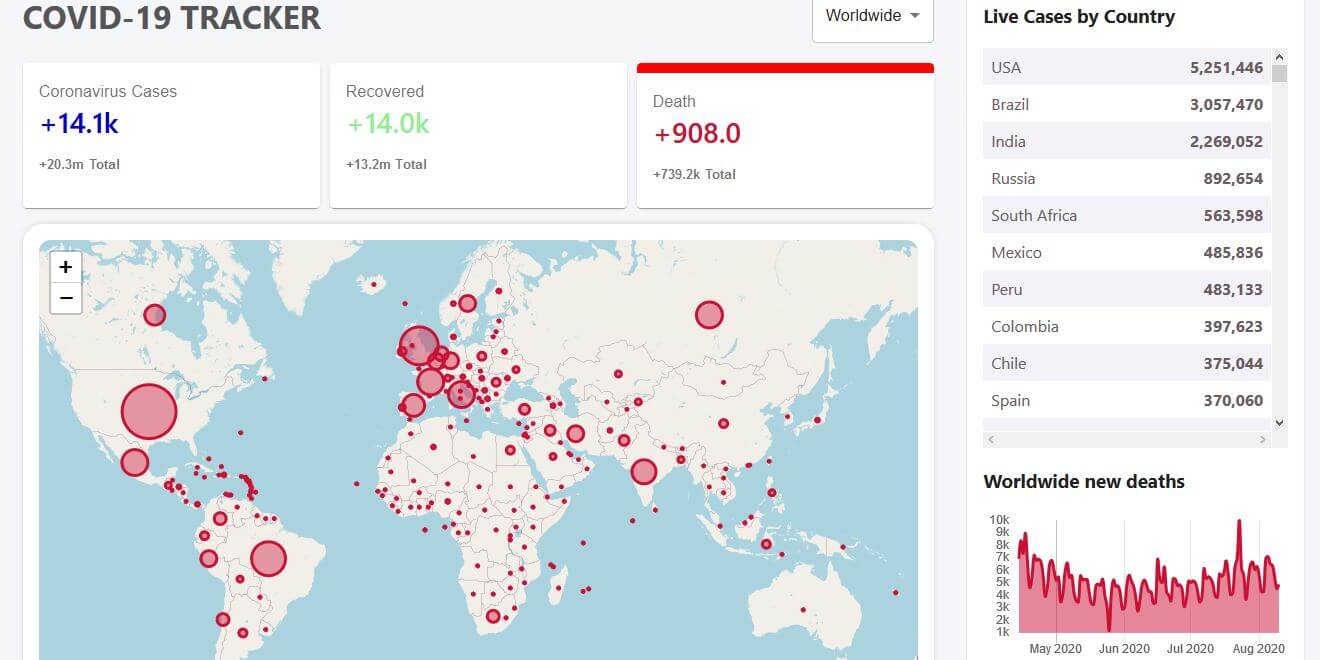 COVID-19 TRACKER
Worldwide
Coronavirus Cases
+14.1k
+20.3m Total
Recovered
+14.0k
+13.2m Total
Death
+908.0
+739.2k Total
+
−
Live Cases by Country
USA 5,251,446
Brazil 3,057,470
India 2,269,052
Russia 892,654
South Africa 563,598
Mexico 485,836
Peru 483,133
Colombia 397,623
Chile 375,044
Spain 370,060
Worldwide new deaths
10k
9k
8k
7k
6k
5k
4k
3k
2k
1k
May 2020 Jun 2020 Jul 2020 Aug 2020